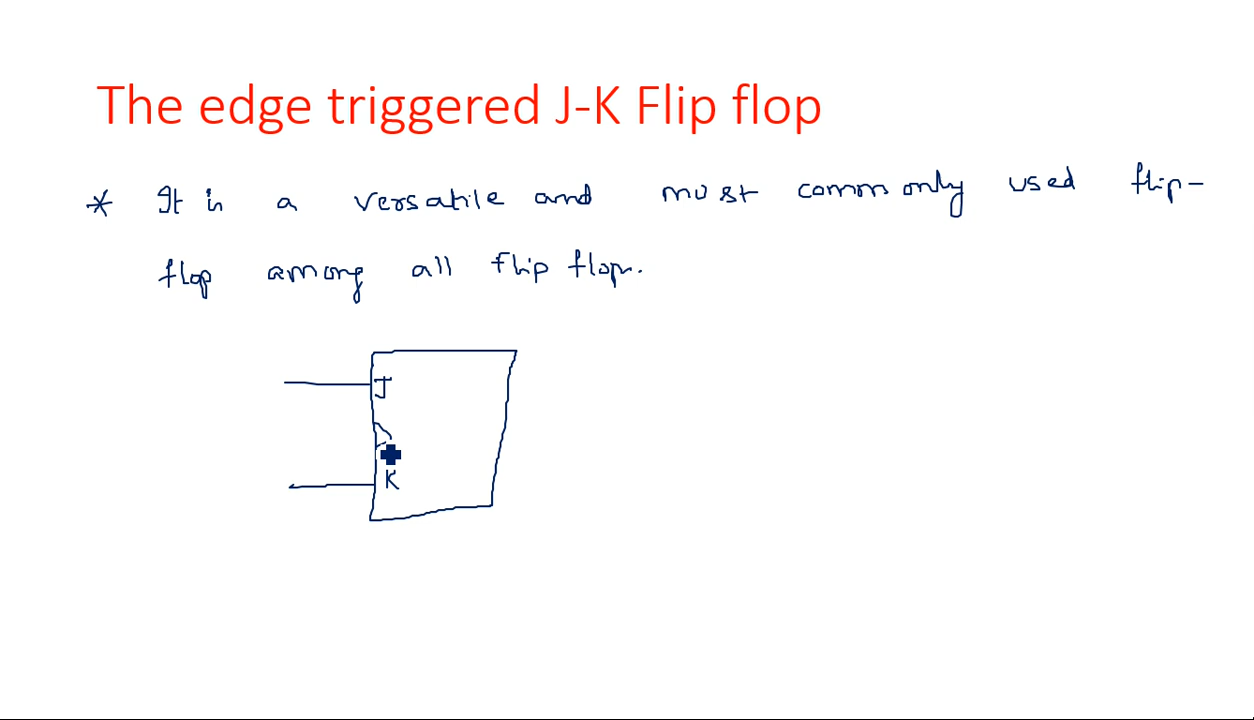 The edge triggered J-K Flip flop
* It is a versatile and most commonly used flip-
flop among all flip flops.
J
K